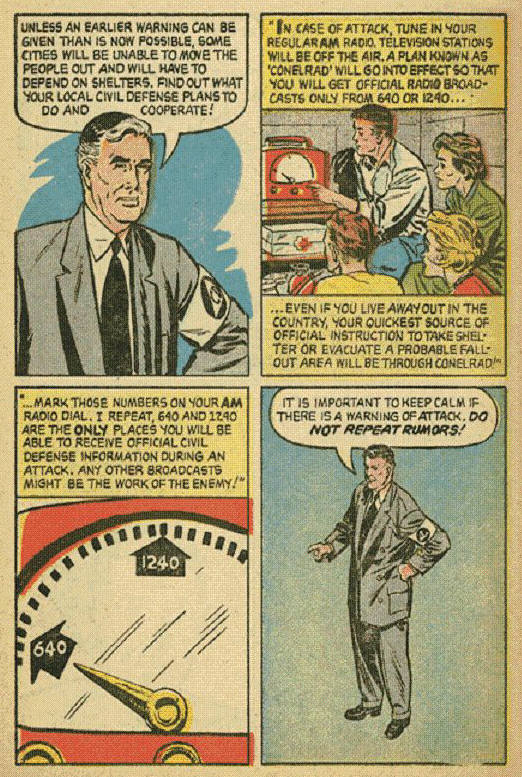 UNLESS AN EARLIER WARNING CAN BE
GIVEN THAN IS NOW POSSIBLE, SOME
CITIES WILL BE UNABLE TO MOVE THE
PEOPLE OUT AND WILL HAVE TO
DEPEND ON SHELTERS. FIND OUT WHAT
YOUR LOCAL CIVIL DEFENSE PLANS TO
DO AND COOPERATE!
"IN CASE OF ATTACK, TUNE IN YOUR
REGULAR AM RADIO. TELEVISION STATIONS
WILL BE OFF THE AIR. A PLAN KNOWN AS
'CONELRAD' WILL GO INTO EFFECT SO THAT
YOU WILL GET OFFICIAL RADIO BROAD-
CASTS ONLY FROM 640 OR 1290...
...EVEN IF YOU LIVE AWAY OUT IN THE
COUNTRY, YOUR QUICKEST SOURCE OF
OFFICIAL INSTRUCTION TO TAKE SHEL-
TER OR EVACUATE A PROBABLE FALL-
OUT AREA WILL BE THROUGH CONELRAD!"
"...MARK THOSE NUMBERS ON YOUR AM
RADIO DIAL. I REPEAT, 640 AND 1290
ARE THE ONLY PLACES YOU WILL BE
ABLE TO RECEIVE OFFICIAL CIVIL
DEFENSE INFORMATION DURING AN
ATTACK. ANY OTHER BROADCASTS
MIGHT BE THE WORK OF THE ENEMY!"
1240
640
IT IS IMPORTANT TO KEEP CALM IF
THERE IS A WARNING OF ATTACK. DO
NOT REPEAT RUMORS!